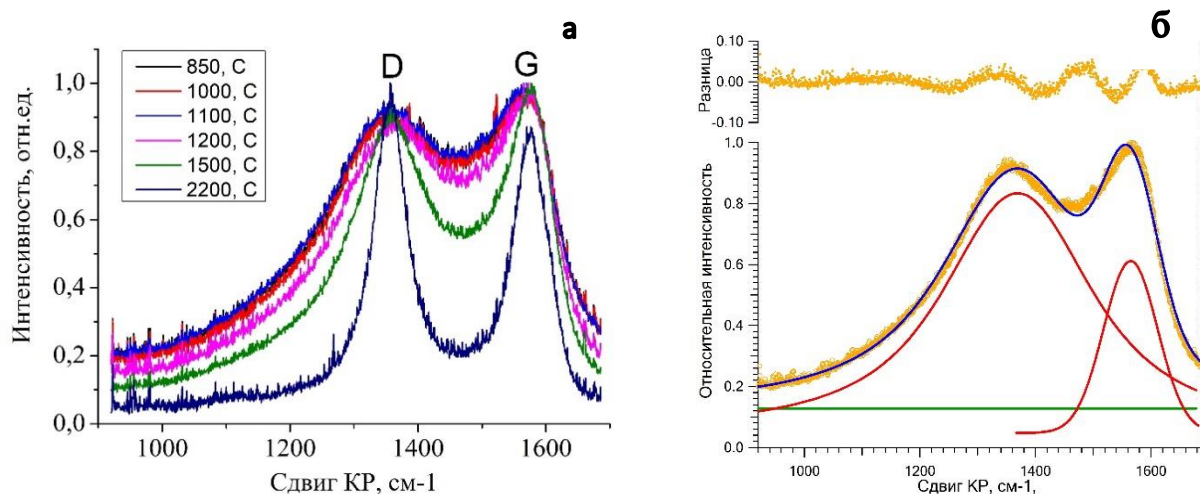 а
D
G
850, C
1000, C
1100, C
1200, C
1500, C
2200, C
Интенсивность, отн.ед.
1,0
0,8
0,6
0,4
0,2
0,0
1000
1200
1400
1600
Сдвиг КР, см-1
б
Разница
0.10
0.00
-0.10
Относительная интенсивность
1.0
0.8
0.6
0.4
0.2
0.0
1000
1200
1400
1600
Сдвиг КР, см-1,